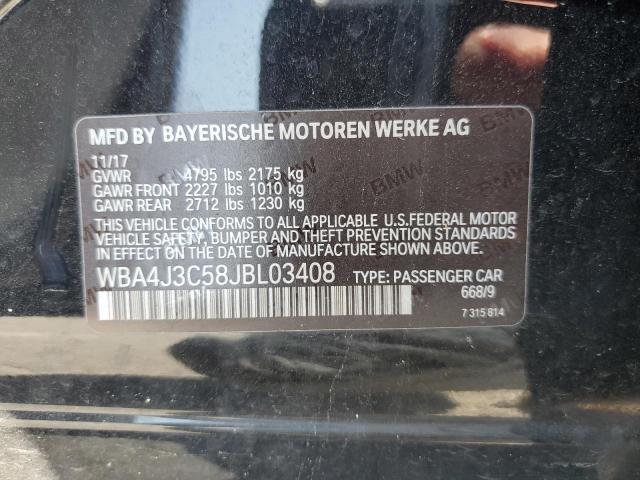 MFD BY BAYERISCHE MOTOREN WERKE AG
11/17
GVWR 4795 lbs 2175 kg
GAWR FRONT 2227 lbs 1010 kg
GAWR REAR 2712 lbs 1230 kg
THIS VEHICLE CONFORMS TO ALL APPLICABLE U.S.FEDERAL MOTOR
VEHICLE SAFETY, BUMPER AND THEFT PREVENTION STANDARDS
IN EFFECT ON THE DATE OF MANUFACTURE SHOWN ABOVE.
WBA4J3C58JBL03408 TYPE: PASSENGER CAR
668/9
7 315 814